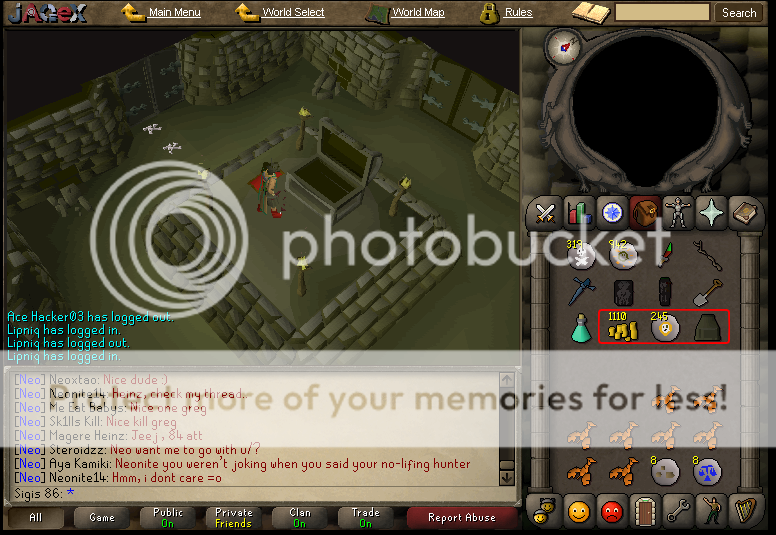 JAGEX Main Menu World Select World Map Rules Search
photobucket
319 942
1110 245
Ace Hacker03 has logged out.
Lipniq has logged in.
Lipniq has logged out.
Lipniq has logged in.
Protect more of your memories for less!
[Neo] Neoxtao: Nice dude :)
[Neo] Neonite14: Heinz, check my thread..
[Neo] Me Eat Babys: Nice one greg
[Neo] Sk1lls Kill: Nice kill greg
[Neo] Magere Heinz: Jeej , 84 att
[Neo] Steroidzz: Neo want me to go with u/?
[Neo] Aya Kamiki: Neonite you weren't joking when you said your no-lifing hunter
[Neo] Neonite14: Hmm, i dont care =o
8 8
Sigis 86: *
All Game Public On Private Friends Clan On Trade On Report Abuse